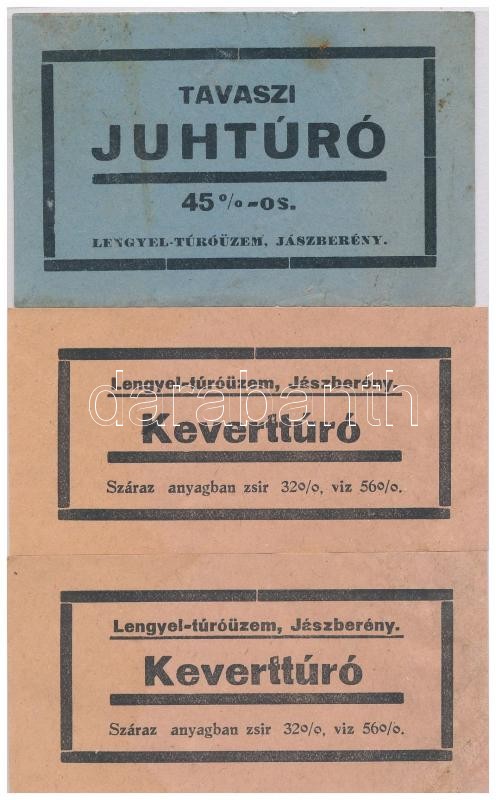 TAVASZI
JUHTÚRÓ
45%-os.
LENGYEL-TÚRÓÜZEM, JÁSZBERÉNY.
Lengyel-túróüzem, Jászberény.
darabanth
Keverttúró
Száraz anyagban zsir 32%, viz 56%.
Lengyel-túróüzem, Jászberény.
Keverttúró
Száraz anyagban zsir 32%, viz 56%.